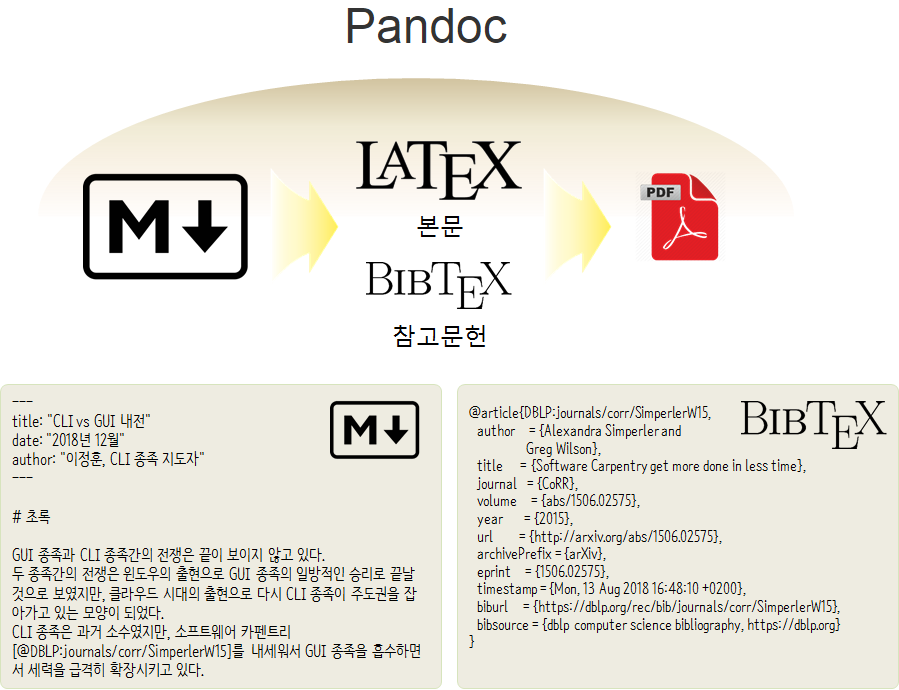 Pandoc
M
LATEX
본문
PDF
BIBTEX
참고문헌
---
title: "CLI vs GUI 내전"
date: "2018년 12월"
author: "이정훈, CLI 종족 지도자"
---
# 초록
GUI 종족과 CLI 종족간의 전쟁은 끝이 보이지 않고 있다.
두 종족간의 전쟁은 윈도우의 출현으로 GUI 종족의 일방적인 승리로 끝날
것으로 보였지만, 클라우드 시대의 출현으로 다시 CLI 종족이 주도권을 잡
아가고 있는 모양이 되었다.
CLI 종족은 과거 소수였지만, 소프트웨어 카펜트리
[@DBLP:journals/corr/SimperlerW15]를 내세워서 GUI 종족을 흡수하면
서 세력을 급격히 확장시키고 있다.
M
BIBTEX
@article{DBLP:journals/corr/SimperlerW15,
author = {Alexandra Simperler and
Greg Wilson},
title = {Software Carpentry get more done in less time},
journal = {CoRR},
volume = {abs/1506.02575},
year = {2015},
url = {http://arxiv.org/abs/1506.02575},
archivePrefix = {arXiv},
eprint = {1506.02575},
timestamp = {Mon, 13 Aug 2018 16:48:10 +0200},
biburl = {https://dblp.org/rec/bib/journals/corr/SimperlerW15},
bibsource = {dblp computer science bibliography, https://dblp.org}
}